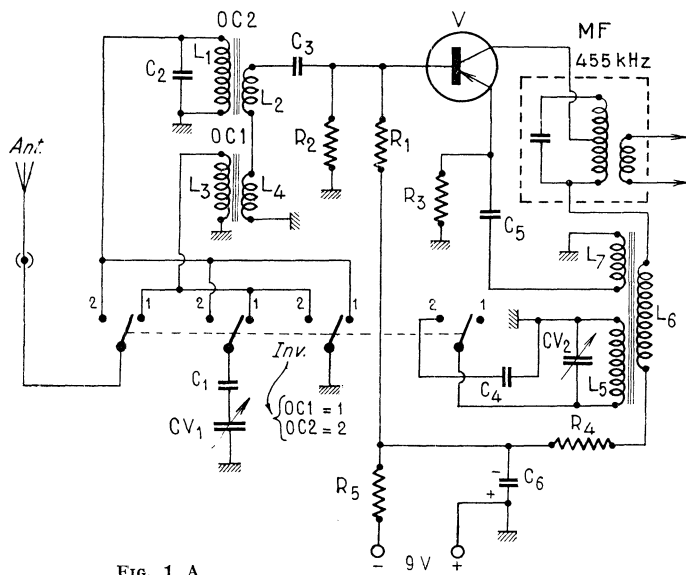 OC2
L1
C2
L2
C3
V
MF
455 kHz
OC1
L3
L4
R2
R1
R3
C5
Ant.
L7
L6
2
1
2
1
2
1
2
1
Inv.
C1
OC1 = 1
OC2 = 2
CV1
CV2
C4
L5
R4
R5
C6
-
+
- 9V +
FIG. 1 A